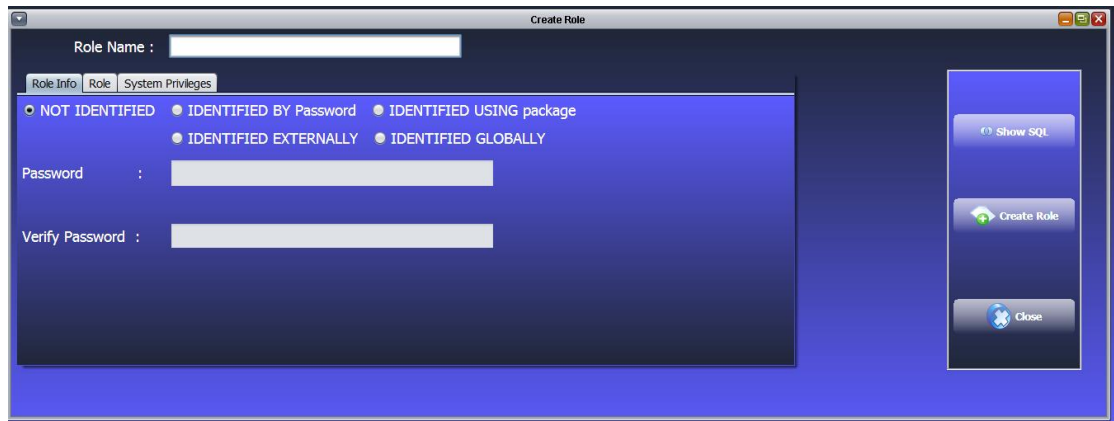 Create Role
Role Name :
Role Info Role System Privileges
NOT IDENTIFIED IDENTIFIED BY Password IDENTIFIED USING package
IDENTIFIED EXTERNALLY IDENTIFIED GLOBALLY
Show SQL
Password :
Create Role
Verify Password :
Close